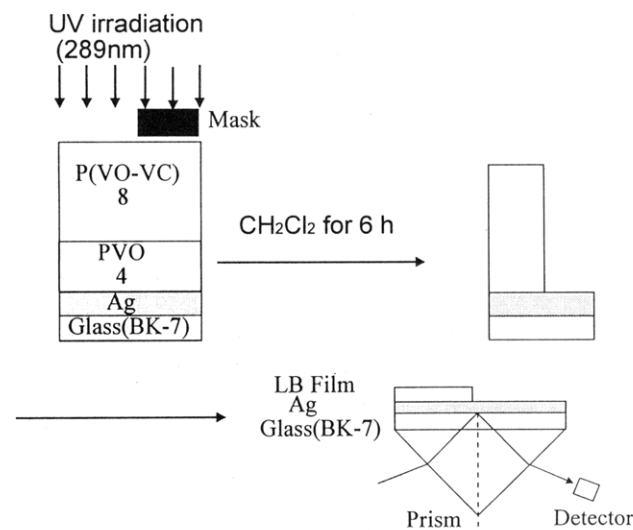 UV irradiation
(289nm)
Mask
P(VO-VC)
8
PVO
4
Ag
Glass(BK-7)
CH₂Cl₂ for 6 h
LB Film
Ag
Glass(BK-7)
Prism
Detector